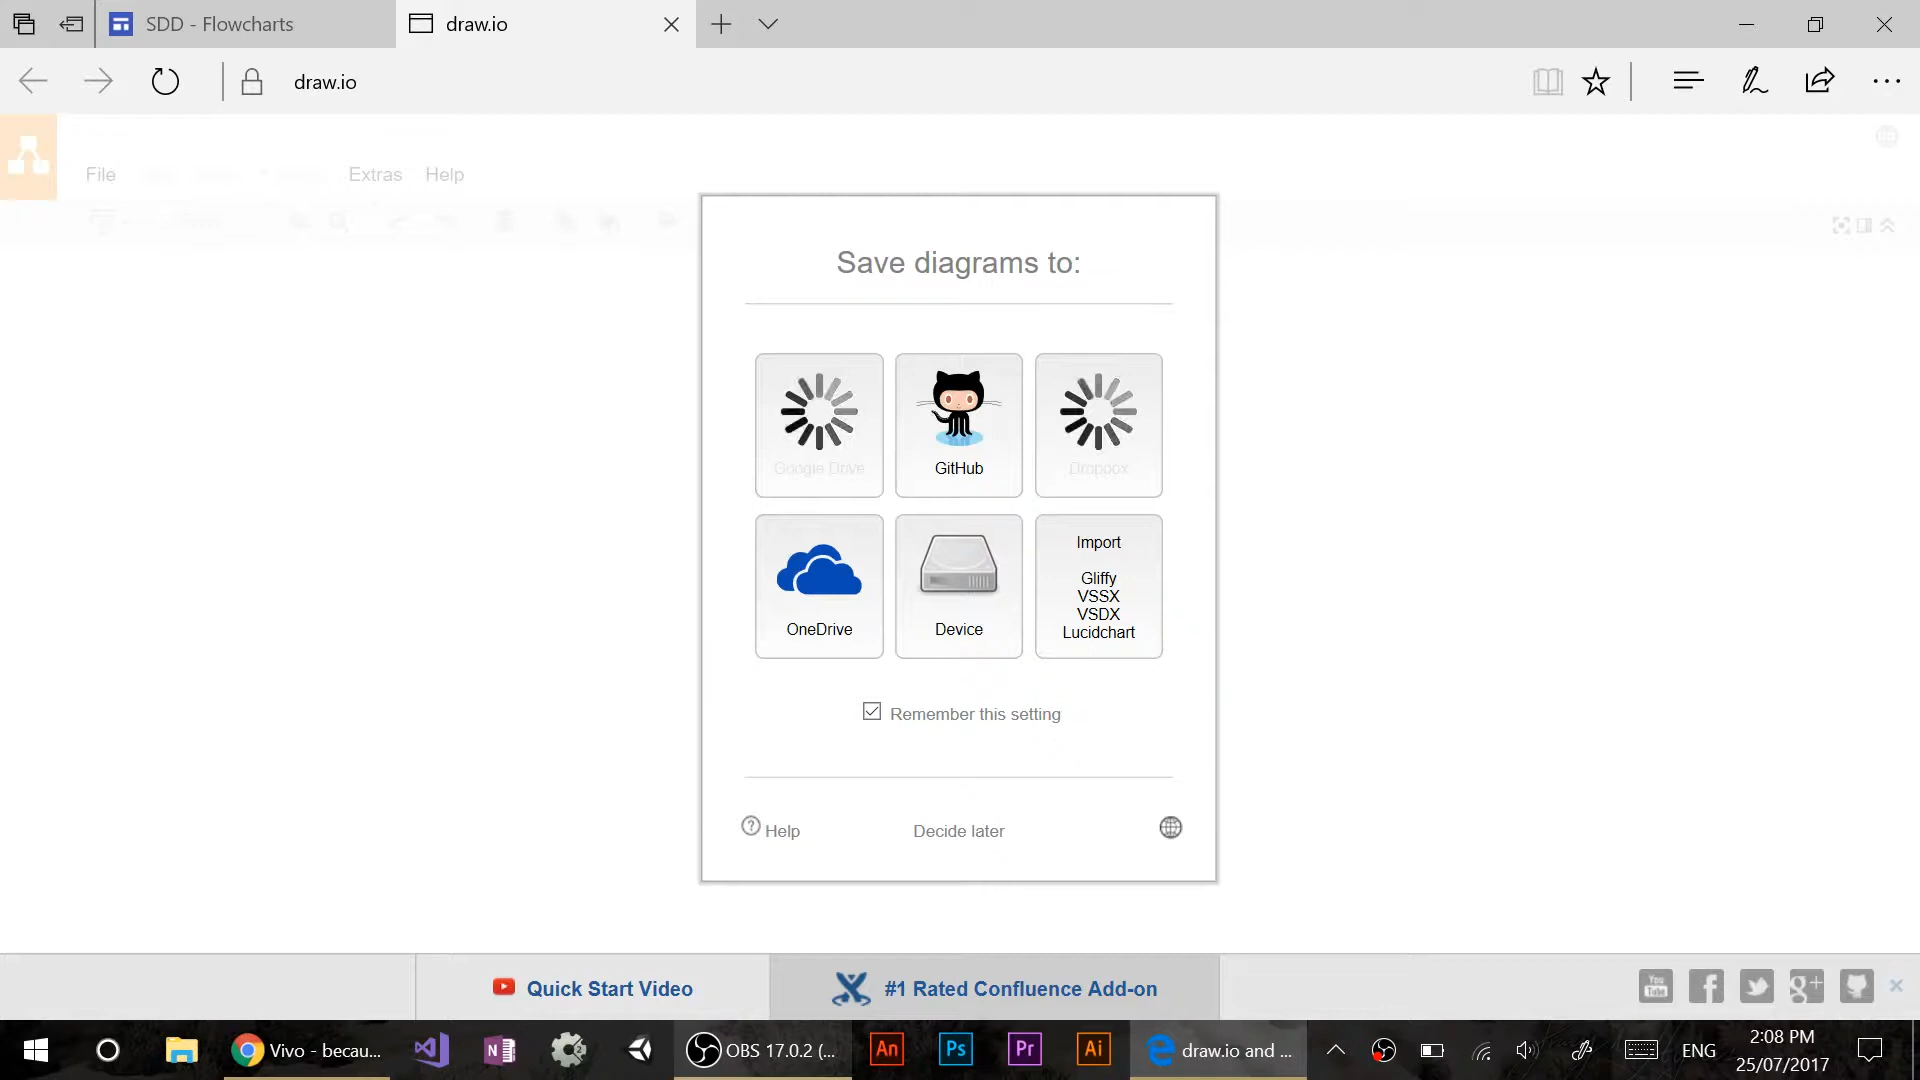 SDD - Flowcharts
draw.io
draw.io
File
Extras
Help
Save diagrams to:
Google Drive
GitHub
Dropbox
OneDrive
Device
Import
Gliffy
VSSX
VSDX
Lucidchart
Remember this setting
Help
Decide later
Quick Start Video
#1 Rated Confluence Add-on
You Tube
Vivo - becau...
OBS 17.0.2 (...
An
Ps
Pr
Ai
draw.io and ...
ENG
2:08 PM
25/07/2017